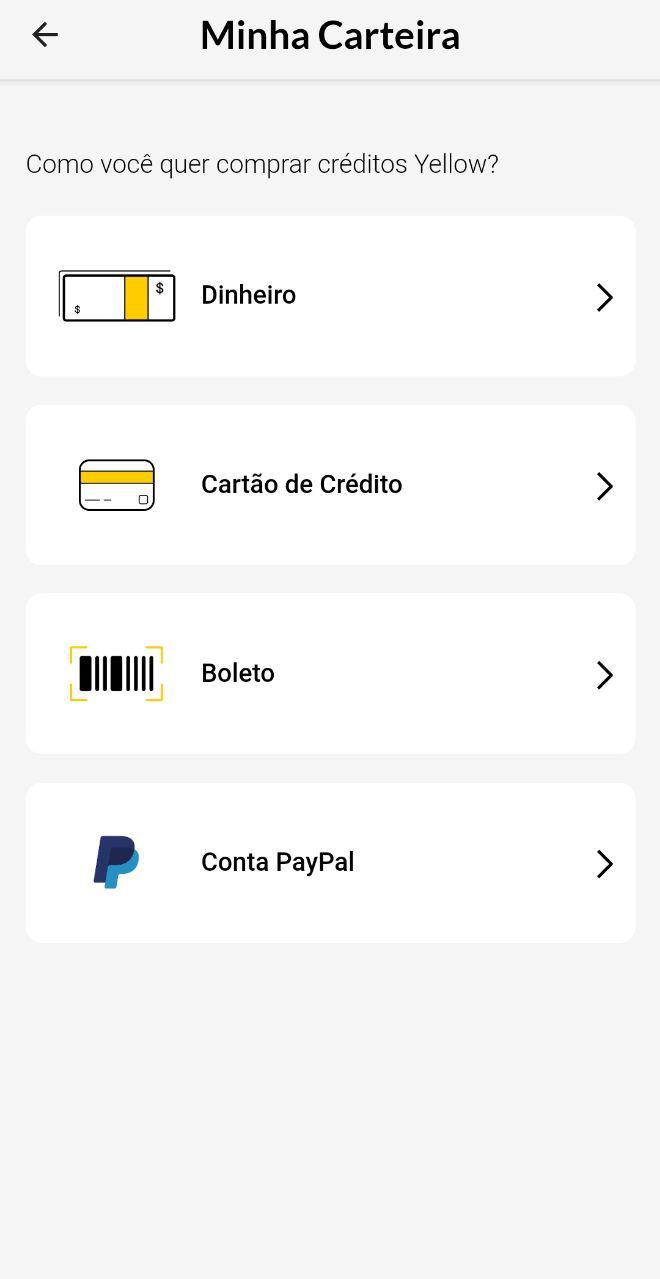 Minha Carteira
Como você quer comprar créditos Yellow?
$ $
Dinheiro
Cartão de Crédito
Boleto
Conta PayPal